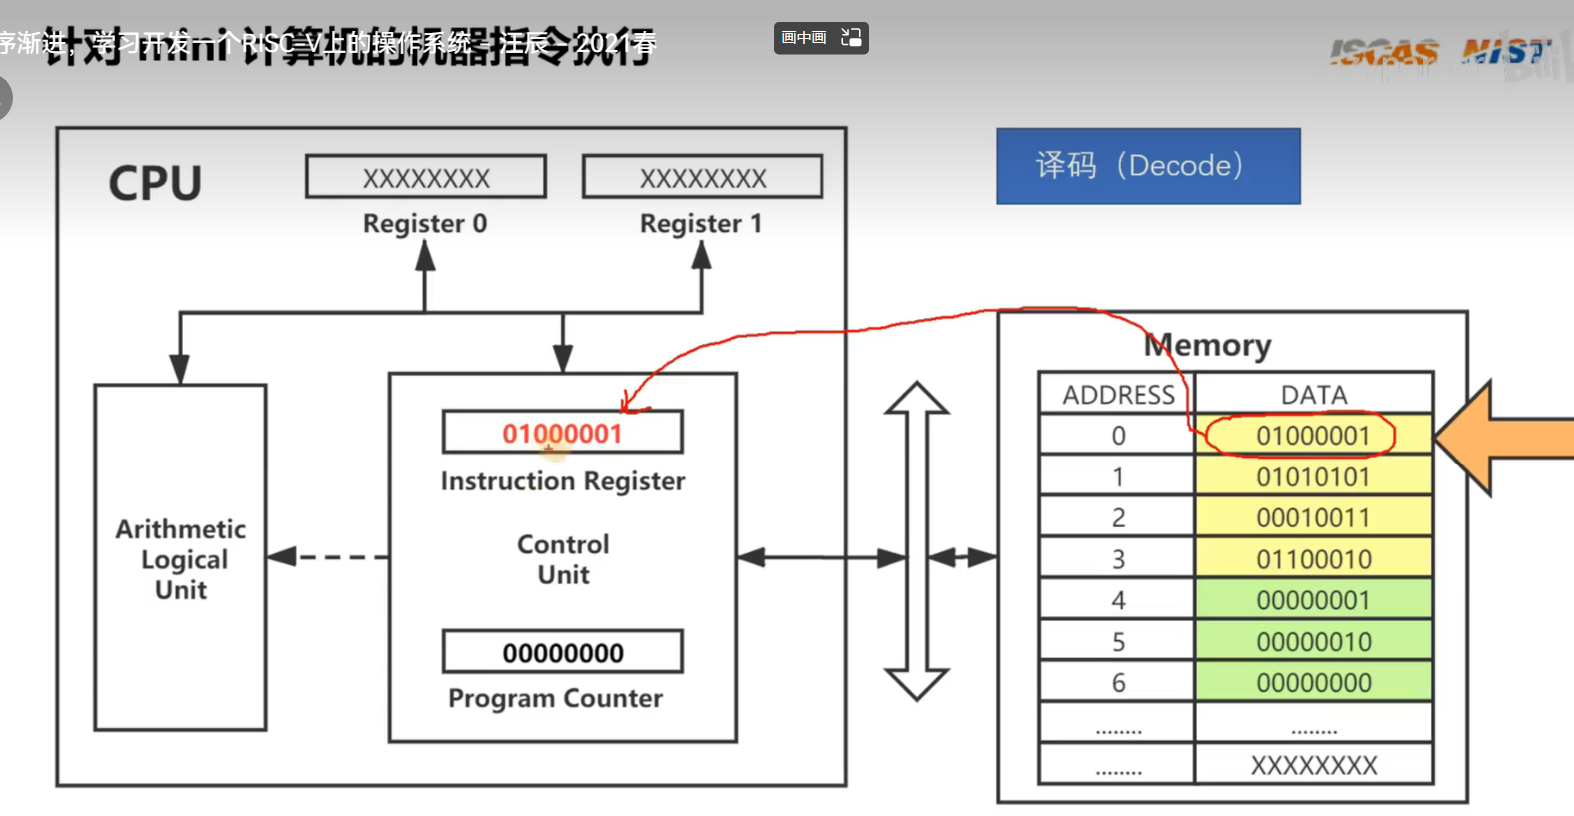 序渐进，学习开发一个RISC-V上的操作系统 - 汪辰 - 2021春
针对 mini 计算机的机器指令执行
画中画
ISCAS NIST
CPU
XXXXXXXX
XXXXXXXX
Register 0
Register 1
译码（Decode）
Memory
ADDRESS DATA
0 01000001
1 01010101
2 00010011
3 01100010
4 00000001
5 00000010
6 00000000
........ ........
........ XXXXXXXX
01000001
Instruction Register
Control
Unit
00000000
Program Counter
Arithmetic
Logical
Unit